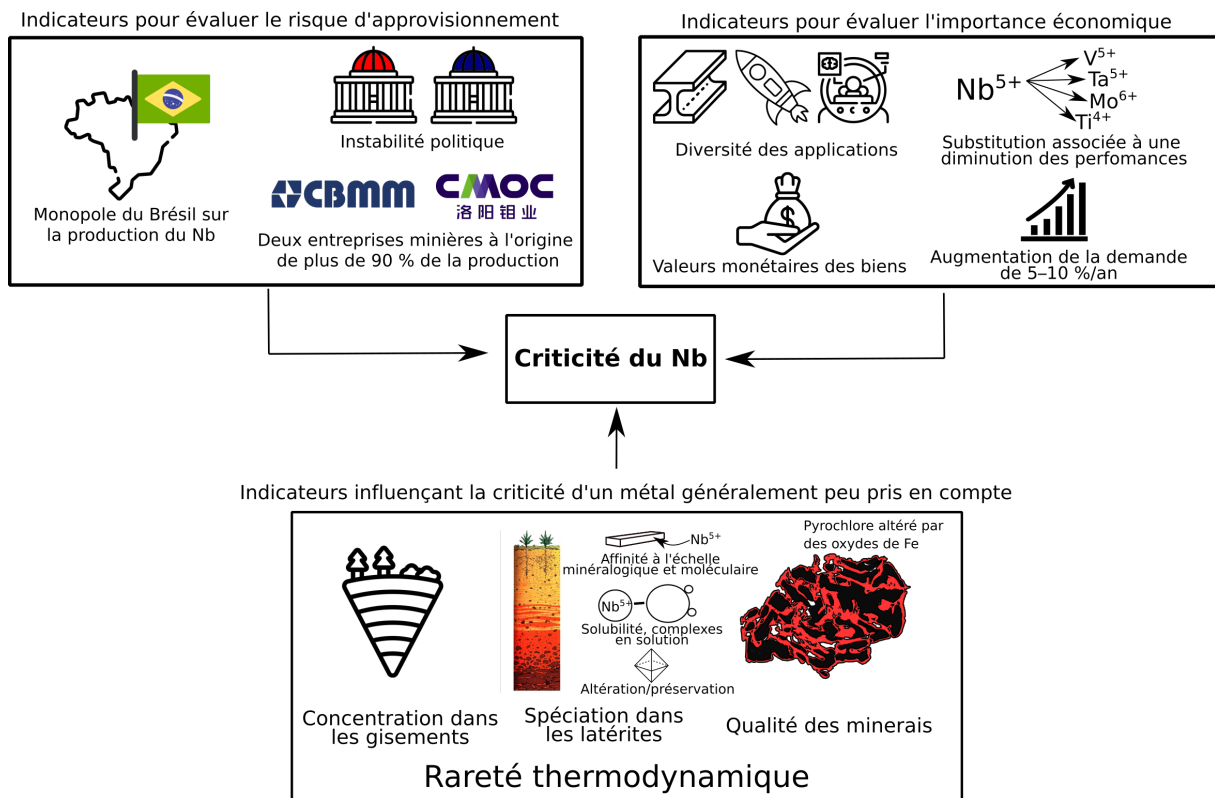 Indicateurs pour évaluer le risque d'approvisionnement
Monopole du Brésil sur
la production du Nb
Instabilité politique
CBMM
CMOC
洛阳钼业
Deux entreprises minières à l'origine
de plus de 90 % de la production
Indicateurs pour évaluer l'importance économique
Diversité des applications
Nb⁵⁺
V⁵⁺
Ta⁵⁺
Mo⁶⁺
Ti⁴⁺
Substitution associée à une
diminution des perfomances
$
Valeurs monétaires des biens
Augmentation de la demande
de 5–10 %/an
Criticité du Nb
Indicateurs influençant la criticité d'un métal généralement peu pris en compte
Concentration dans
les gisements
Nb⁵⁺
Affinité à l'échelle
minéralogique et moléculaire
Nb⁵⁺
Solubilité, complexes
en solution
Altération/préservation
Spéciation dans
les latérites
Pyrochlore altéré par
des oxydes de Fe
Qualité des minerais
Rareté thermodynamique